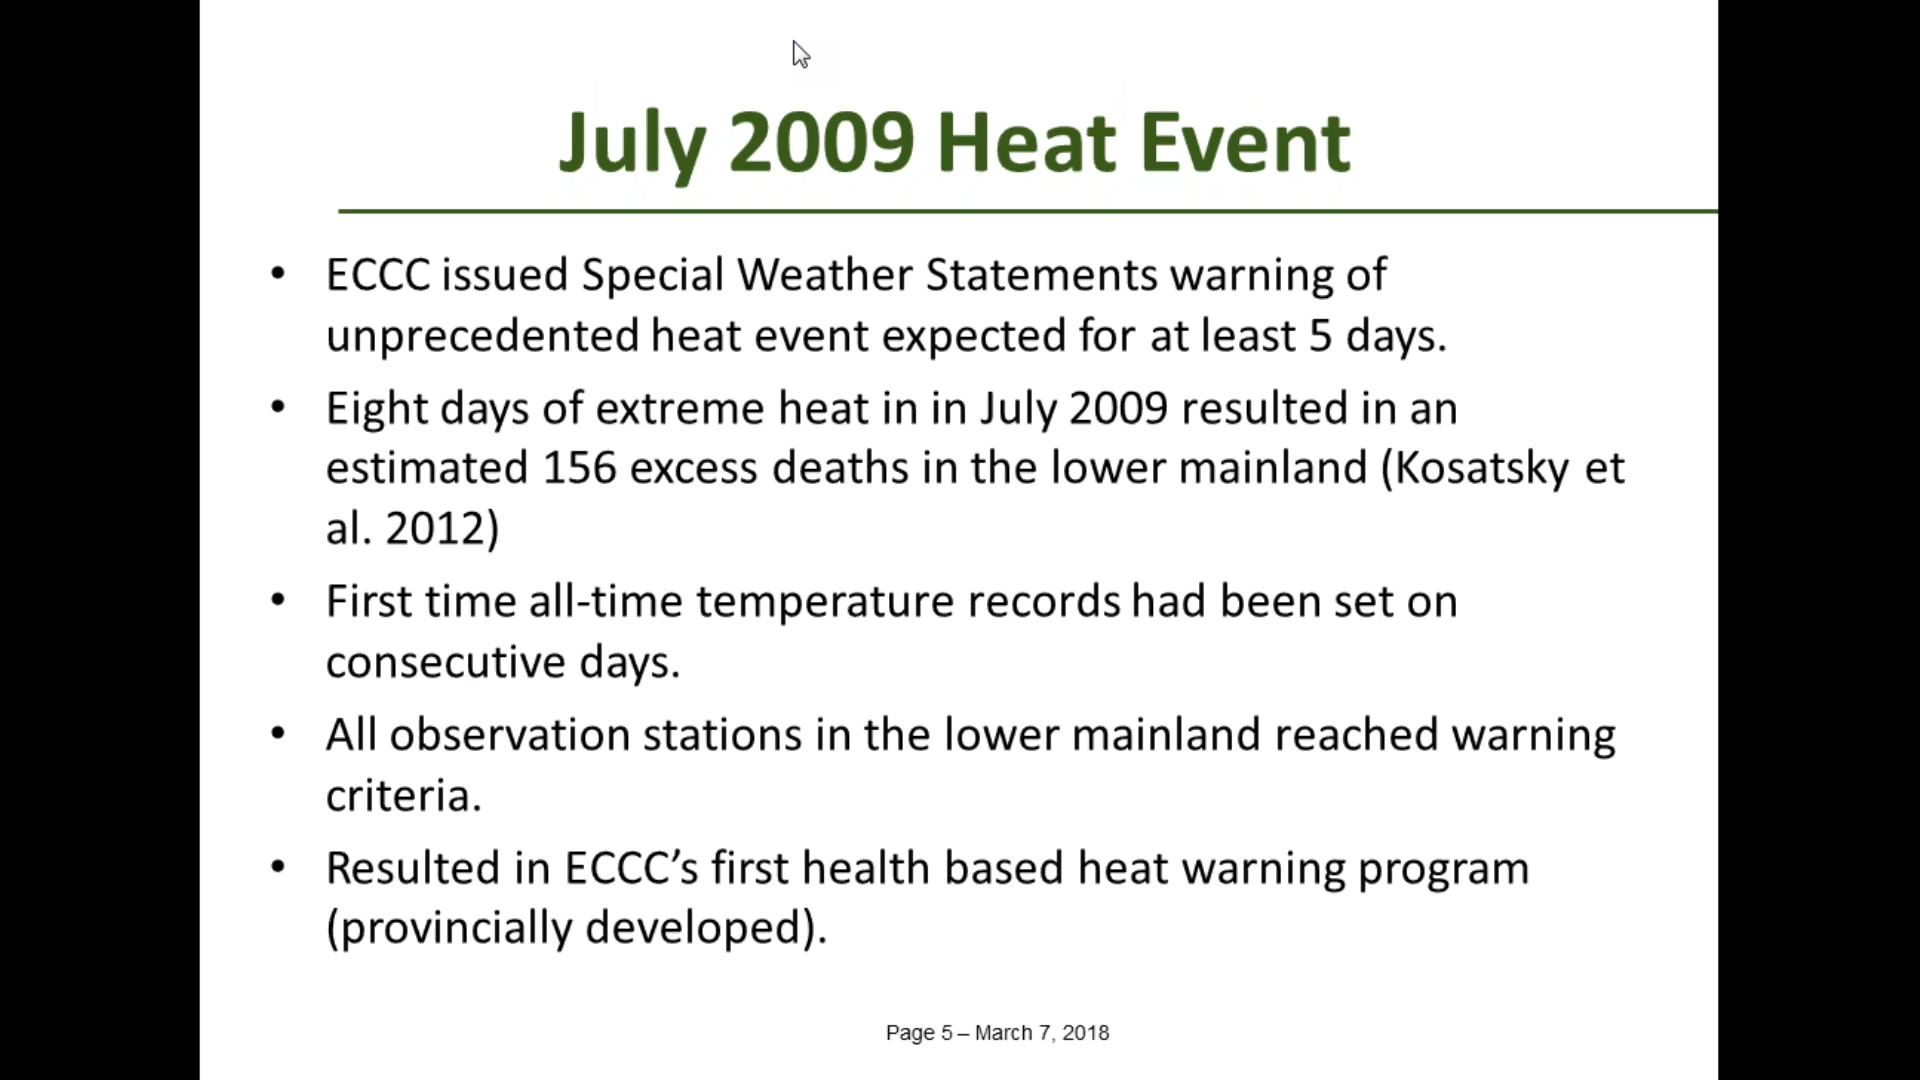 July 2009 Heat Event
• ECCC issued Special Weather Statements warning of
unprecedented heat event expected for at least 5 days.
• Eight days of extreme heat in in July 2009 resulted in an
estimated 156 excess deaths in the lower mainland (Kosatsky et
al. 2012)
• First time all-time temperature records had been set on
consecutive days.
• All observation stations in the lower mainland reached warning
criteria.
• Resulted in ECCC’s first health based heat warning program
(provincially developed).
Page 5 – March 7, 2018